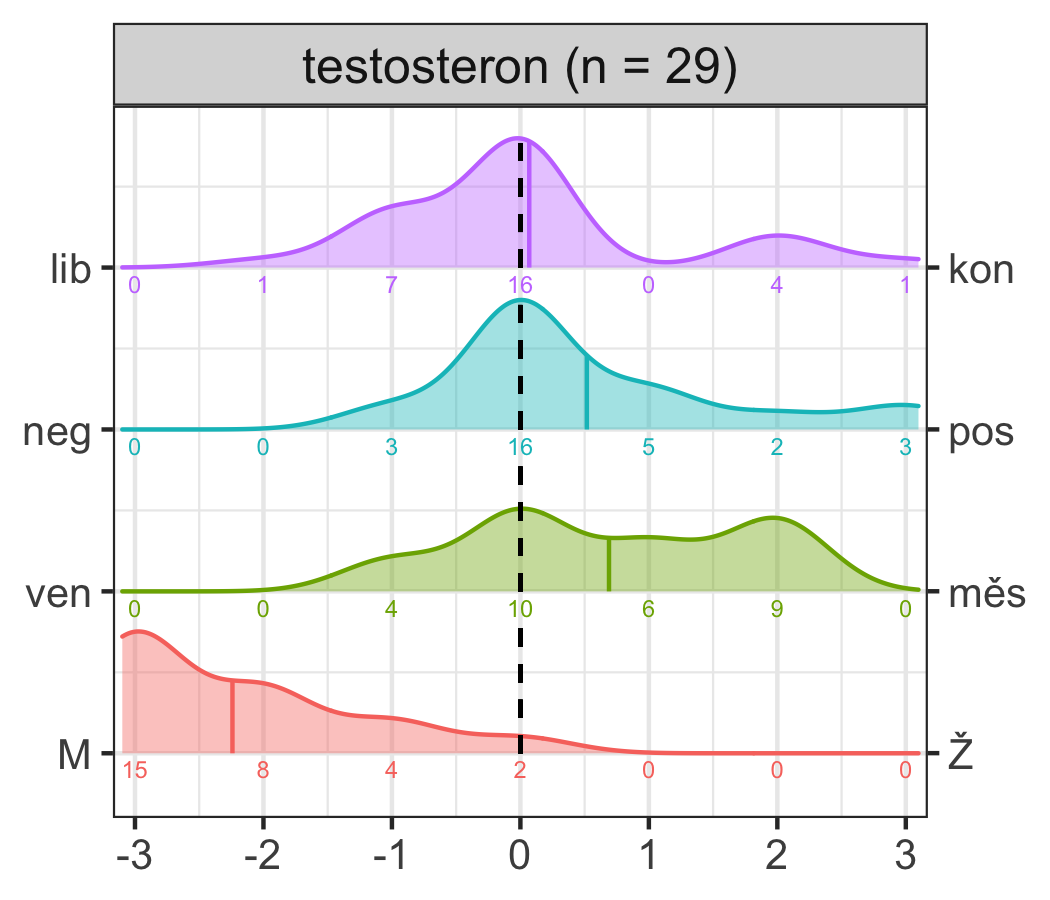 testosteron (n = 29)
lib kon
0 1 7 16 0 4 1
neg pos
0 0 3 16 5 2 3
ven měs
0 0 4 10 6 9 0
M Ž
15 8 4 2 0 0 0
-3 -2 -1 0 1 2 3